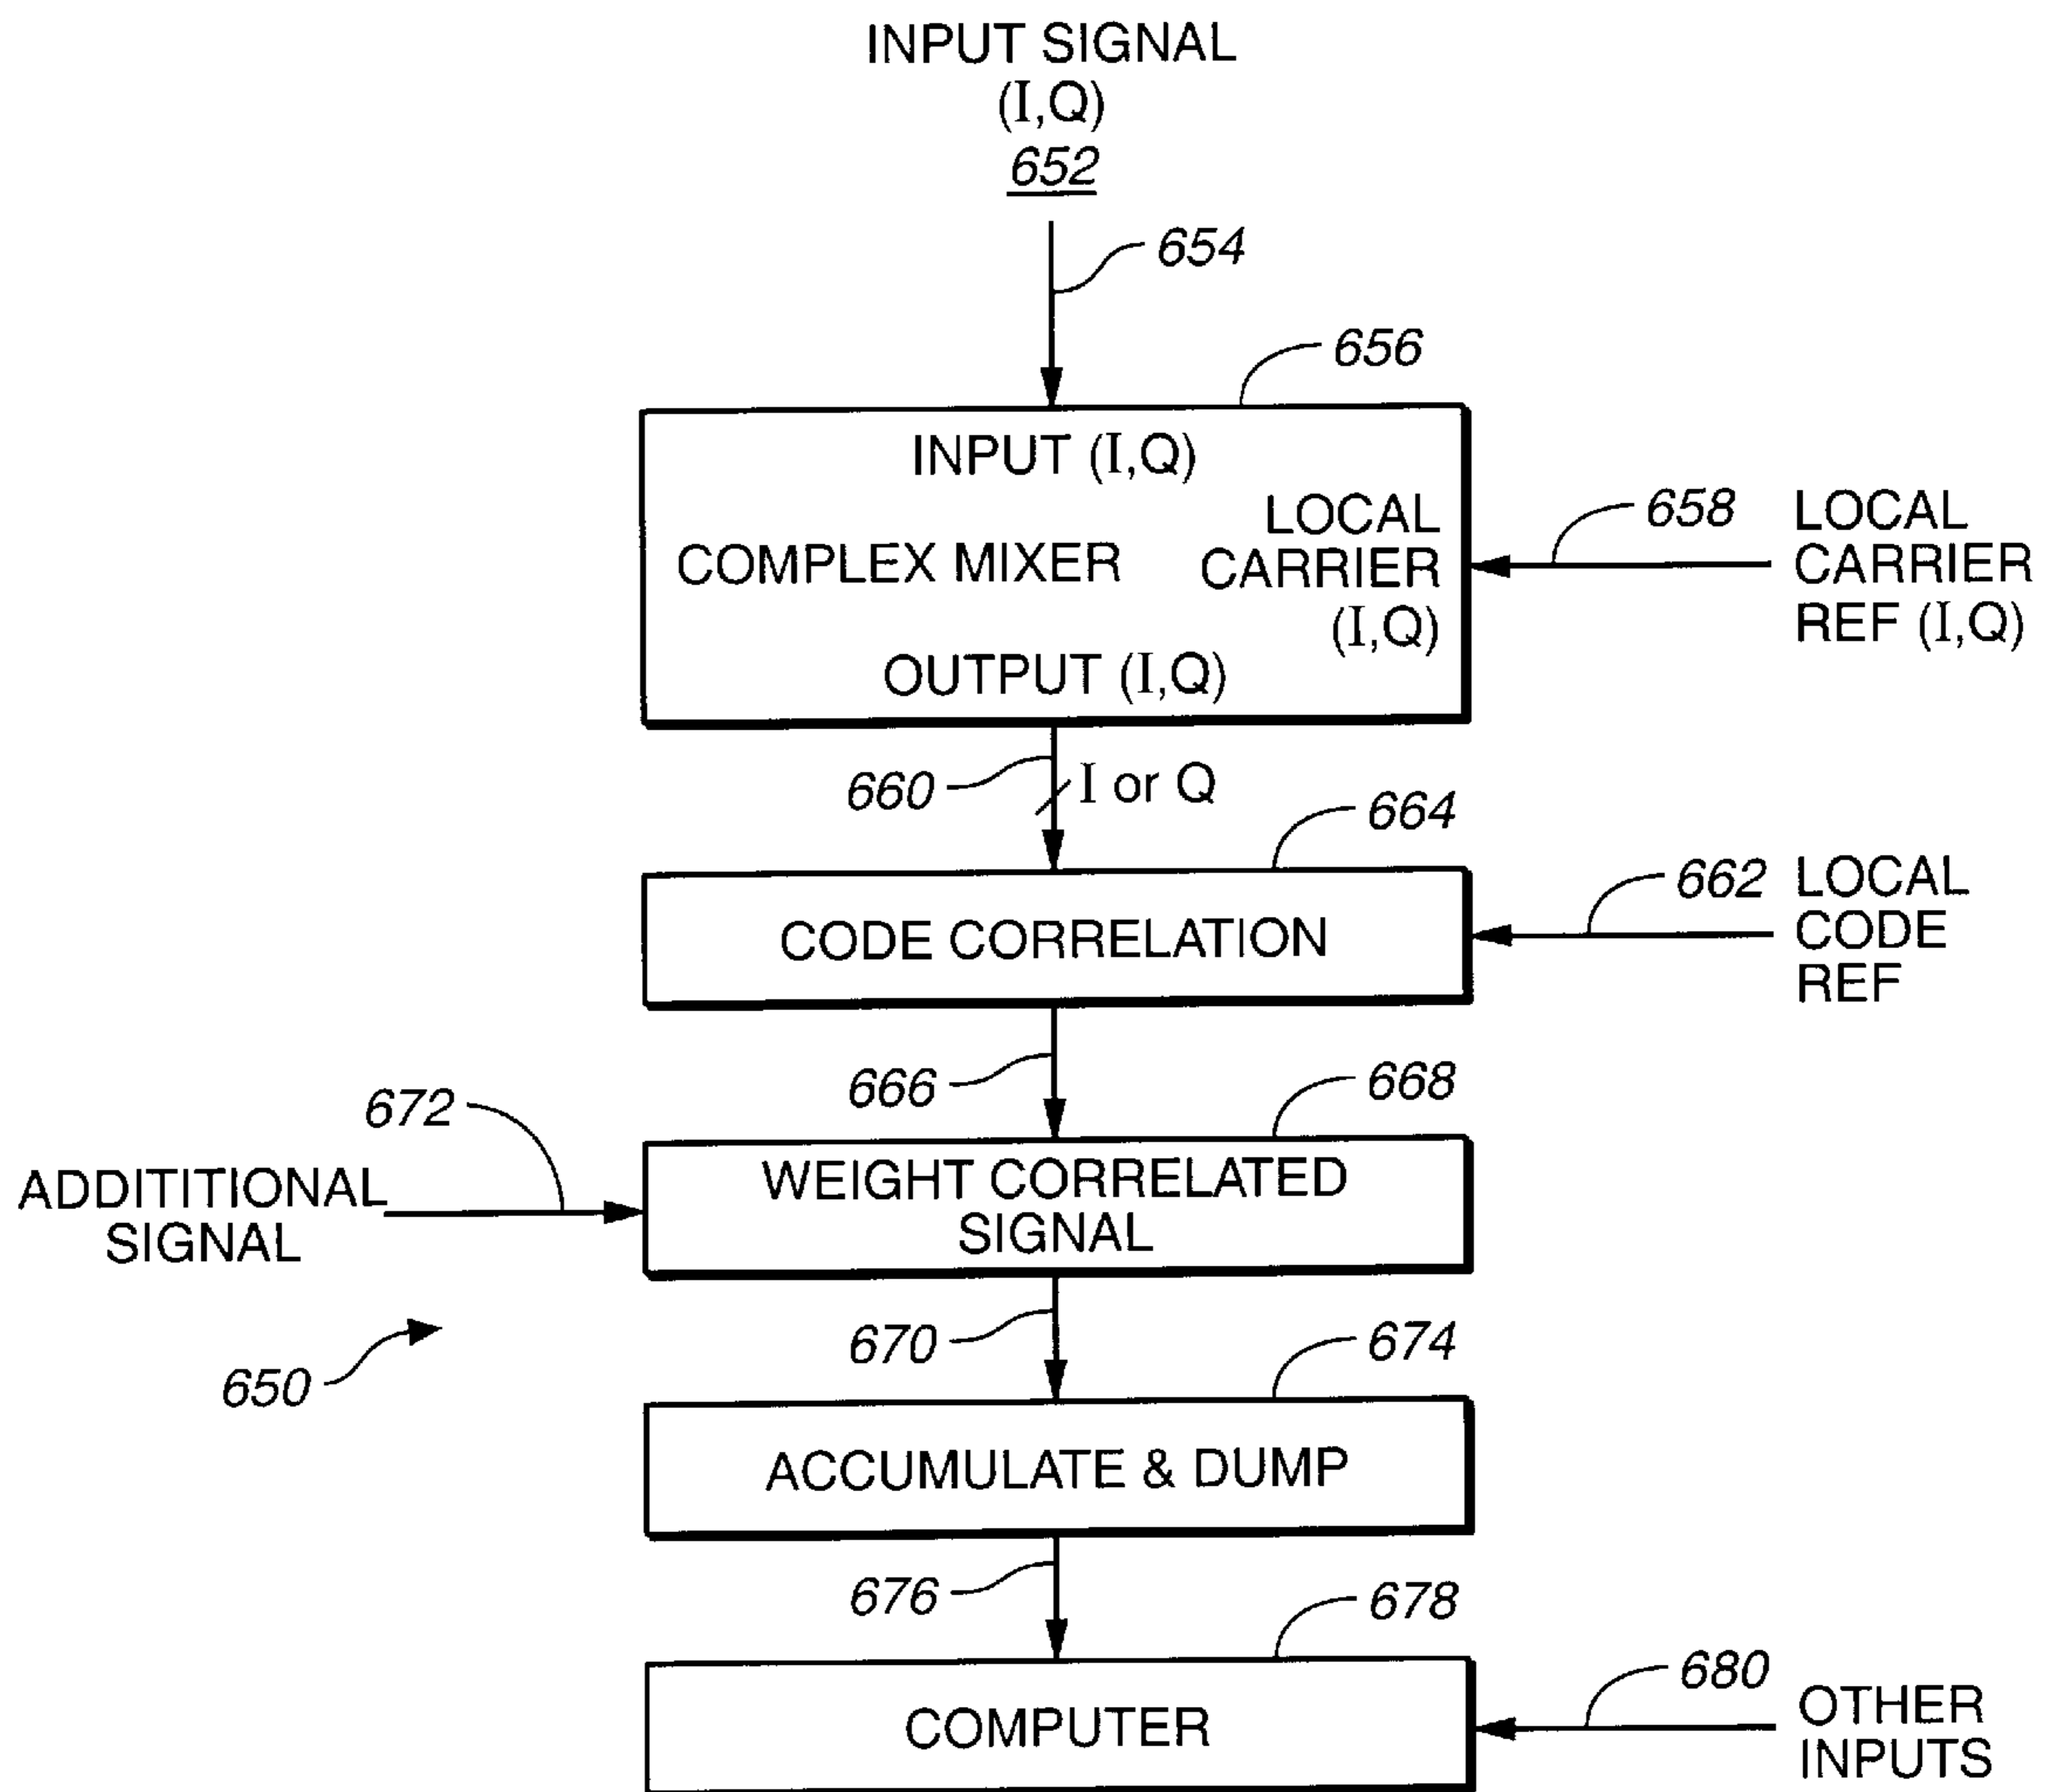 INPUT SIGNAL
(I,Q)
652
654
656
INPUT (I,Q)
COMPLEX MIXER
LOCAL
CARRIER
(I,Q)
OUTPUT (I,Q)
658
LOCAL
CARRIER
REF (I,Q)
660
I or Q
664
CODE CORRELATION
662
LOCAL
CODE
REF
666
668
672
ADDITITIONAL
SIGNAL
WEIGHT CORRELATED
SIGNAL
650
670
674
ACCUMULATE & DUMP
676
678
COMPUTER
680
OTHER
INPUTS